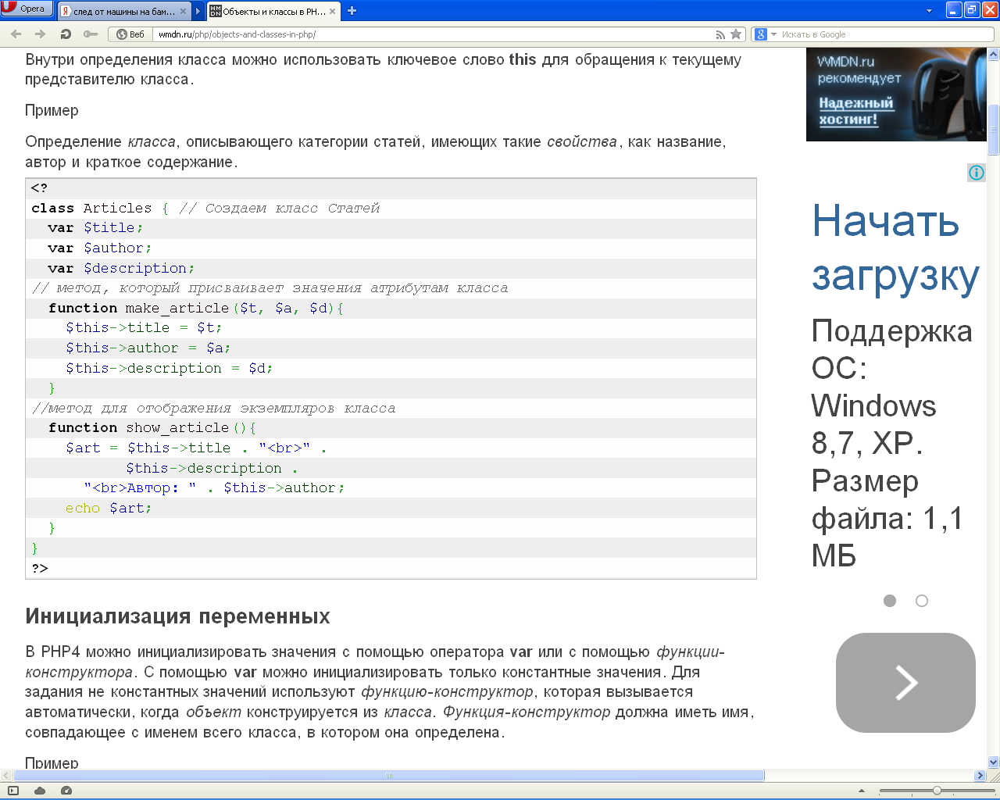 Opera
след от машины на бам...
Объекты и классы в PH...
Веб
wmdn.ru/php/objects-and-classes-in-php/
Искать в Google
Внутри определения класса можно использовать ключевое слово this для обращения к текущему
представителю класса.
Пример
Определение класса, описывающего категории статей, имеющих такие свойства, как название,
автор и краткое содержание.
<?
class Articles { // Создаем класс Статей
var $title;
var $author;
var $description;
// метод, который присваивает значения атрибутам класса
function make_article($t, $a, $d){
$this->title = $t;
$this->author = $a;
$this->description = $d;
}
//метод для отображения экземпляров класса
function show_article(){
$art = $this->title . "<br>" .
$this->description .
"<br>Автор: " . $this->author;
echo $art;
}
}
?>
Инициализация переменных
В PHP4 можно инициализировать значения с помощью оператора var или с помощью функции-
конструктора. С помощью var можно инициализировать только константные значения. Для
задания не константных значений используют функцию-конструктор, которая вызывается
автоматически, когда объект конструируется из класса. Функция-конструктор должна иметь имя,
совпадающее с именем всего класса, в котором она определена.
Пример
WMDN.ru
рекомендует
Надежный
хостинг!
Начать
загрузку
Поддержка
ОС:
Windows
8,7, XP.
Размер
файла: 1,1
МБ